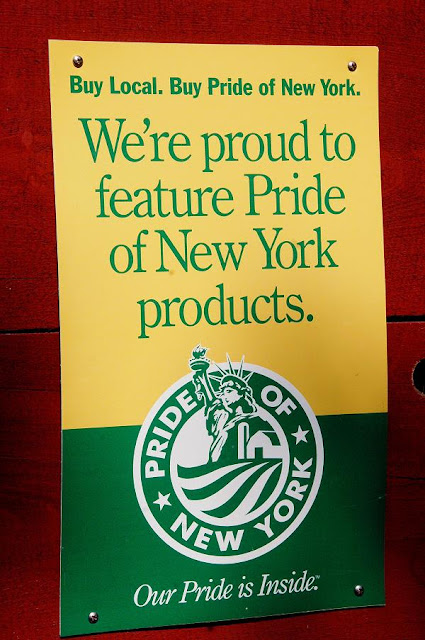 Buy Local. Buy Pride of New York.
We're proud to
feature Pride
of New York
products.
PRIDE OF
NEW YORK
Our Pride is Inside.™